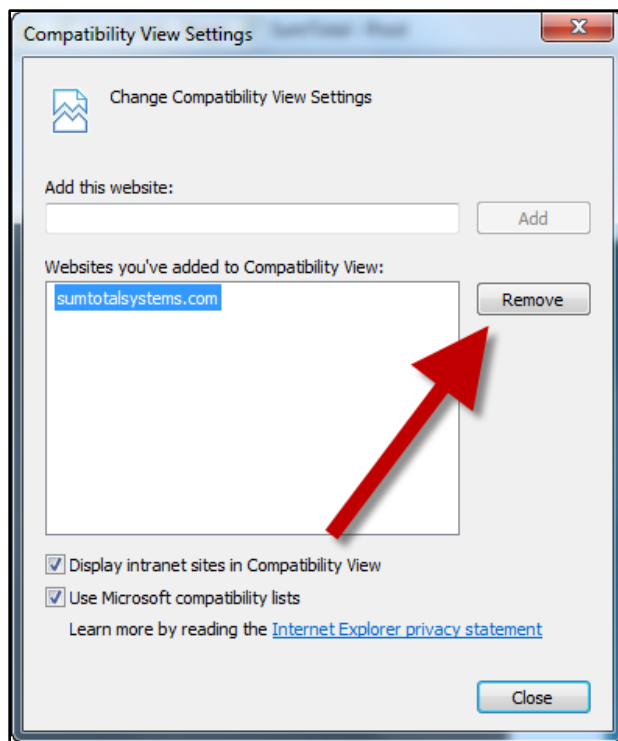 Compatibility View Settings
Change Compatibility View Settings
Add this website:
Add
Websites you've added to Compatibility View:
sumtotalsystems.com
Remove
Display intranet sites in Compatibility View
Use Microsoft compatibility lists
Learn more by reading the Internet Explorer privacy statement
Close